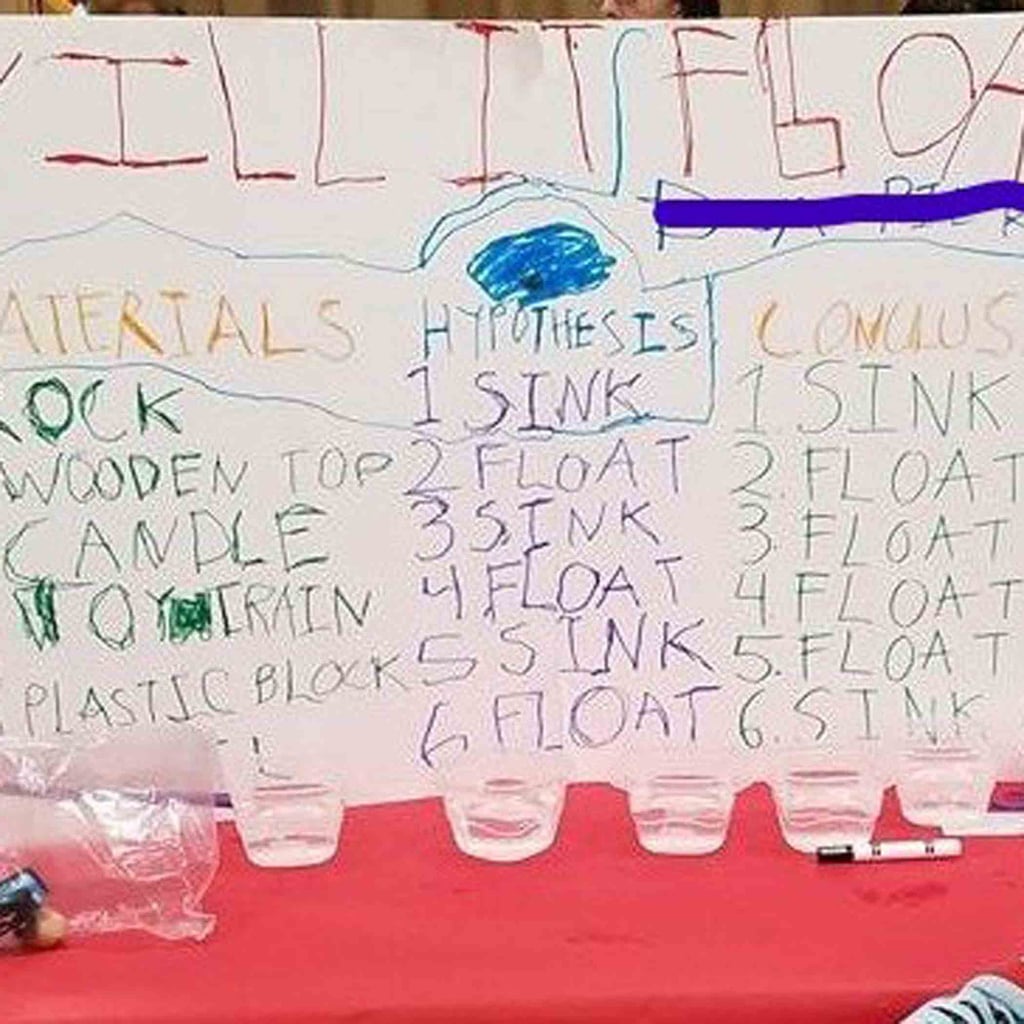 ILL IT FLOA
ATERIALS
ROCK
WOODEN TOP
CANDLE
TOY TRAIN
PLASTIC BLOCK
HYPOTHESIS
1 SINK
2 FLOAT
3 SINK
4 FLOAT
5 SINK
6 FLOAT
CONCLUS
1. SINK
2. FLOAT
3. FLOAT
4 FLOAT
5. FLOAT
6. SINK